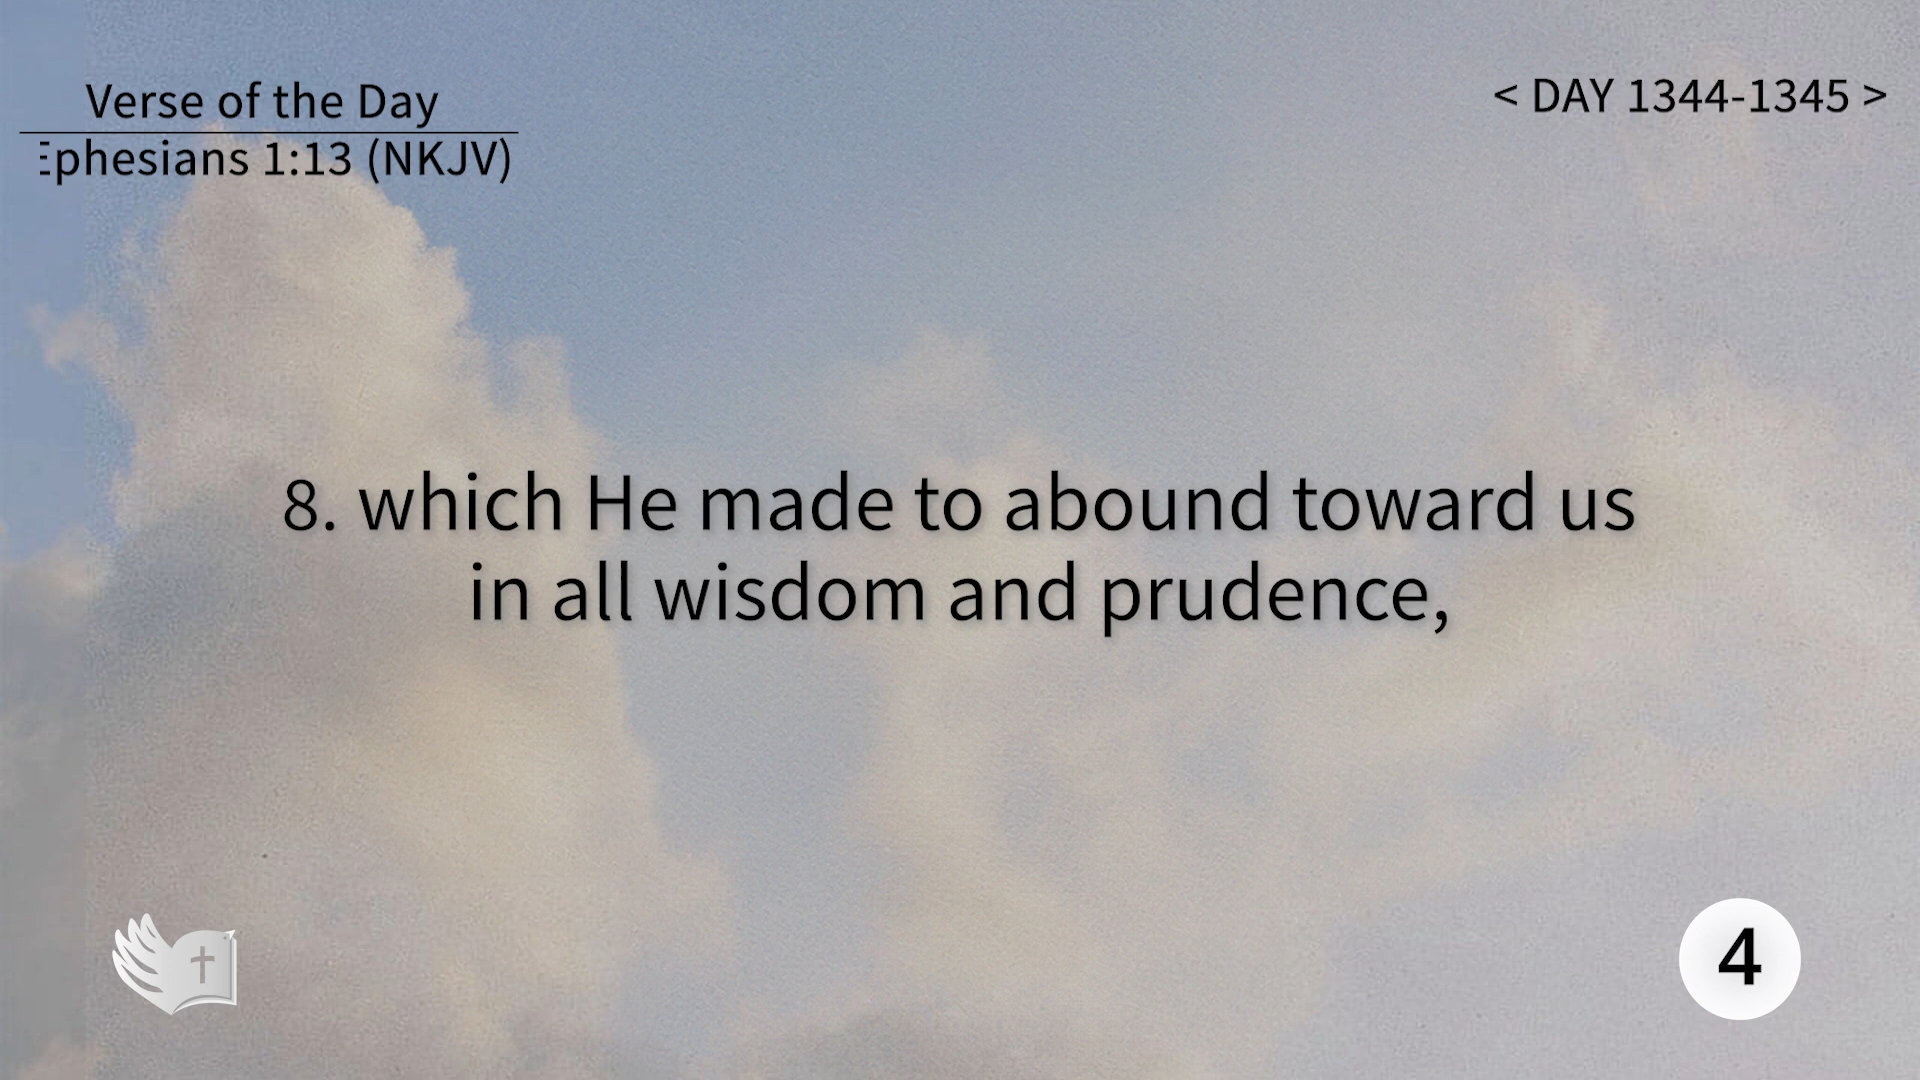 Verse of the Day
Ephesians 1:13 (NKJV)
< DAY 1344-1345 >
8. which He made to abound toward us
in all wisdom and prudence,
4